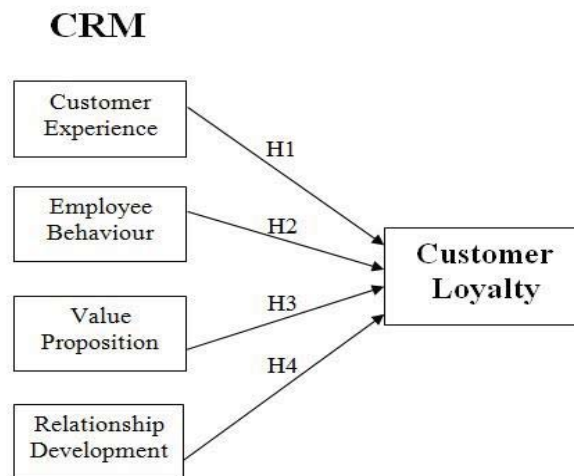 CRM
Customer
Experience
H1
Employee
Behaviour
H2
Customer
Loyalty
Value
Proposition
H3
H4
Relationship
Development